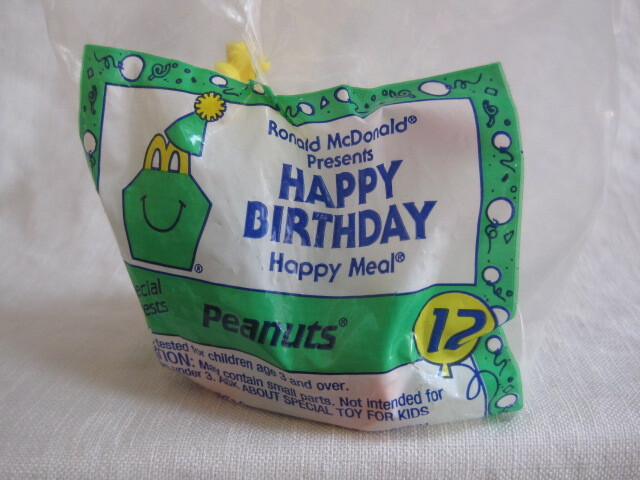 Ronald McDonald®
Presents
HAPPY
BIRTHDAY
Happy Meal®
®
ecial
ests
Peanuts®
12
tested for children age 3 and over.
TION: May contain small parts. Not intended for
under 3. ASK ABOUT SPECIAL TOY FOR KIDS